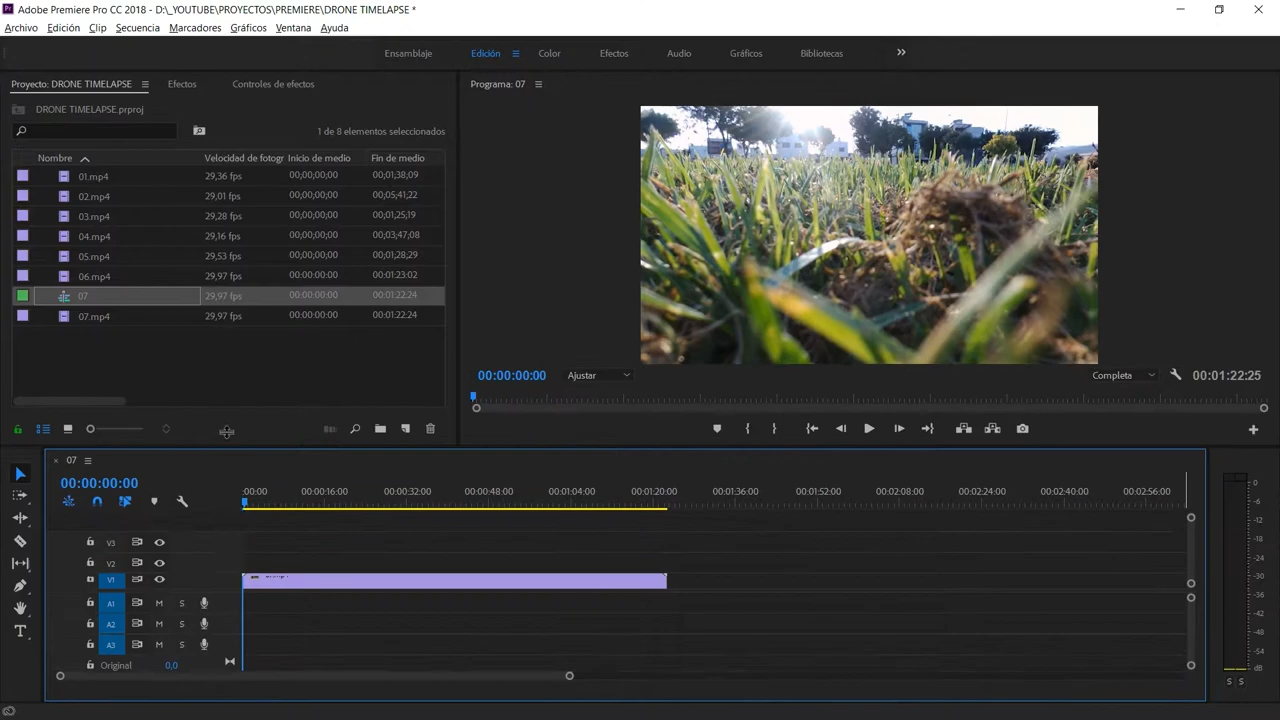 Adobe Premiere Pro CC 2018 - D:\_YOUTUBE\PROYECTOS\PREMIERE\DRONE TIMELAPSE *
Archivo Edición Clip Secuencia Marcadores Gráficos Ventana Ayuda
Ensamblaje Edición Color Efectos Audio Gráficos Bibliotecas
Proyecto: DRONE TIMELAPSE Efectos Controles de efectos
Programa: 07
DRONE TIMELAPSE.prproj
1 de 8 elementos seleccionados
Nombre Velocidad de fotogr Inicio de medio Fin de medio
01.mp4 29,36 fps 00;00;00;00 00;01;38;09
02.mp4 29,01 fps 00;00;00;00 00;05;41;22
03.mp4 29,28 fps 00;00;00;00 00;01;25;19
04.mp4 29,16 fps 00;00;00;00 00;03;47;08
05.mp4 29,53 fps 00;00;00;00 00;01;28;29
06.mp4 29,97 fps 00:00:00:00 00:01:23:02
07 29,97 fps 00:00:00:00 00:01:22:24
07.mp4 29,97 fps 00:00:00:00 00:01:22:24
00:00:00:00 Ajustar Completa 00:01:22:25
07
00:00:00:00
:00:00 00:00:16:00 00:00:32:00 00:00:48:00 00:01:04:00 00:01:20:00 00:01:36:00 00:01:52:00 00:02:08:00 00:02:24:00 00:02:40:00 00:02:56:00
V3
V2
V1
A1 M S
A2 M S
A3 M S
Original 0,0
0
-6
-12
-18
-24
-30
-36
-42
-48
-54
dB
S S